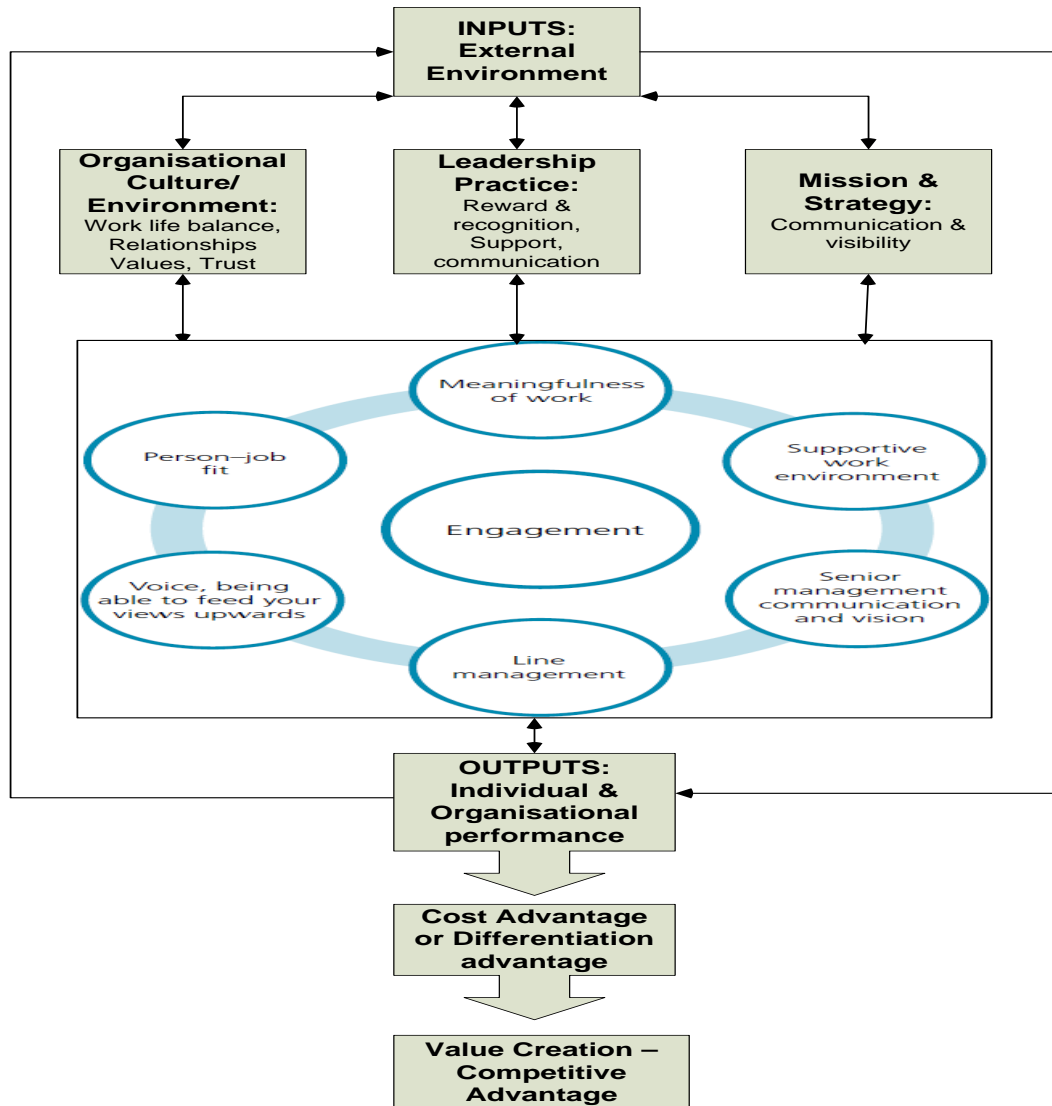 INPUTS:
External
Environment
Organisational
Culture/
Environment:
Work life balance,
Relationships
Values, Trust
Leadership
Practice:
Reward &
recognition,
Support,
communication
Mission &
Strategy:
Communication &
visibility
Meaningfulness
of work
Person–job
fit
Supportive
work
environment
Engagement
Voice, being
able to feed your
views upwards
Senior
management
communication
and vision
Line
management
OUTPUTS:
Individual &
Organisational
performance
Cost Advantage
or Differentiation
advantage
Value Creation –
Competitive
Advantage